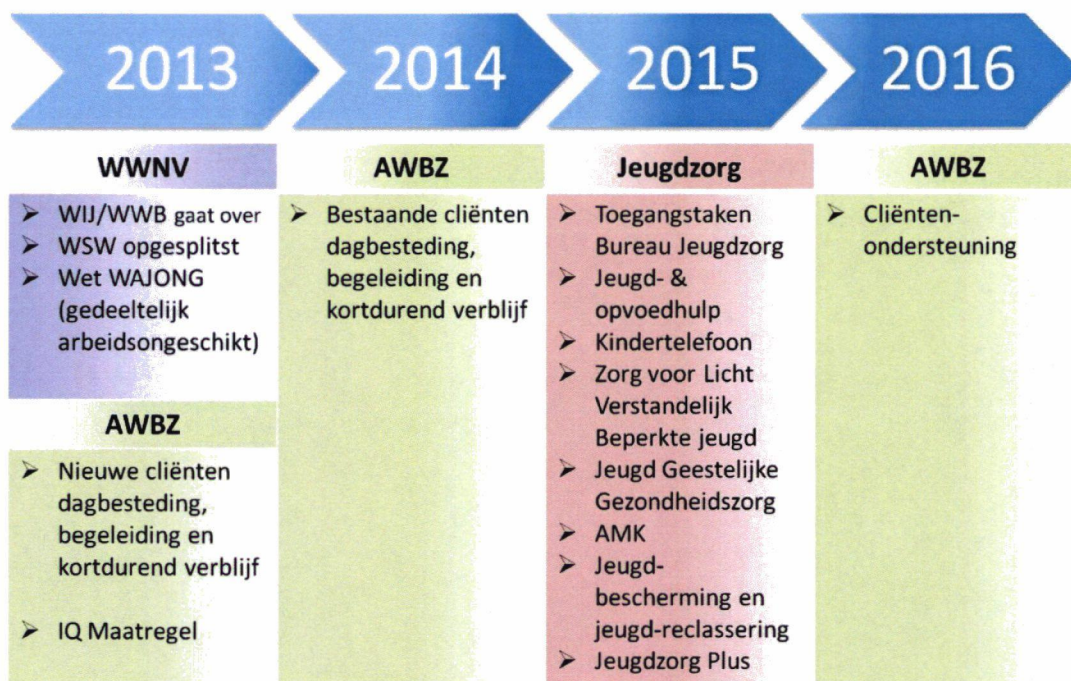 2013
2014
2015
2016
WWNV
➤ WIJ/WWB gaat over
➤ WSW opgesplitst
➤ Wet WAJONG
(gedeeltelijk
arbeidsongeschikt)
AWBZ
➤ Nieuwe cliënten
dagbesteding,
begeleiding en
kortdurend verblijf
➤ IQ Maatregel
AWBZ
➤ Bestaande cliënten
dagbesteding,
begeleiding en
kortdurend verblijf
Jeugdzorg
➤ Toegangstaken
Bureau Jeugdzorg
➤ Jeugd- &
opvoedhulp
➤ Kindertelefoon
➤ Zorg voor Licht
Verstandelijk
Beperkte jeugd
➤ Jeugd Geestelijke
Gezondheidszorg
➤ AMK
➤ Jeugd-
bescherming en
jeugd-reclassering
➤ Jeugdzorg Plus
AWBZ
➤ Cliënten-
ondersteuning